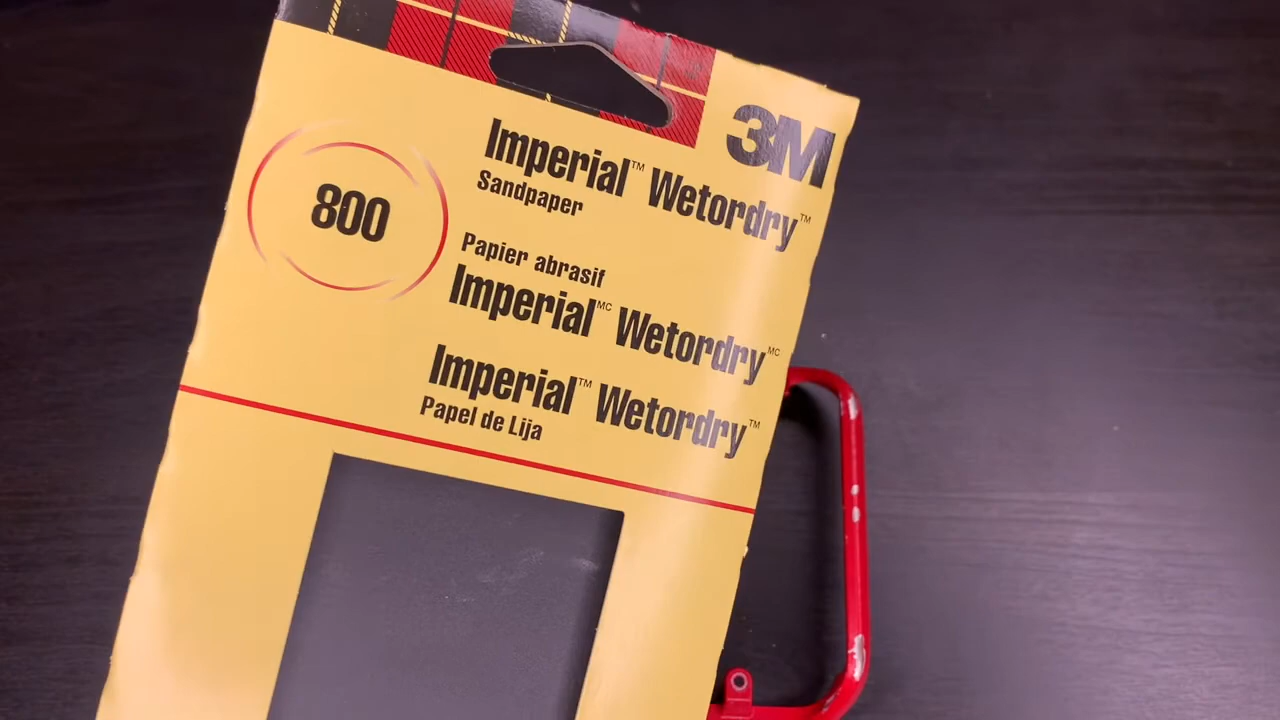 3M
800
Imperial™ Wetordry™
Sandpaper
Papier abrasif
Imperial MC Wetordry MC
Imperial™ Wetordry™
Papel de Lija